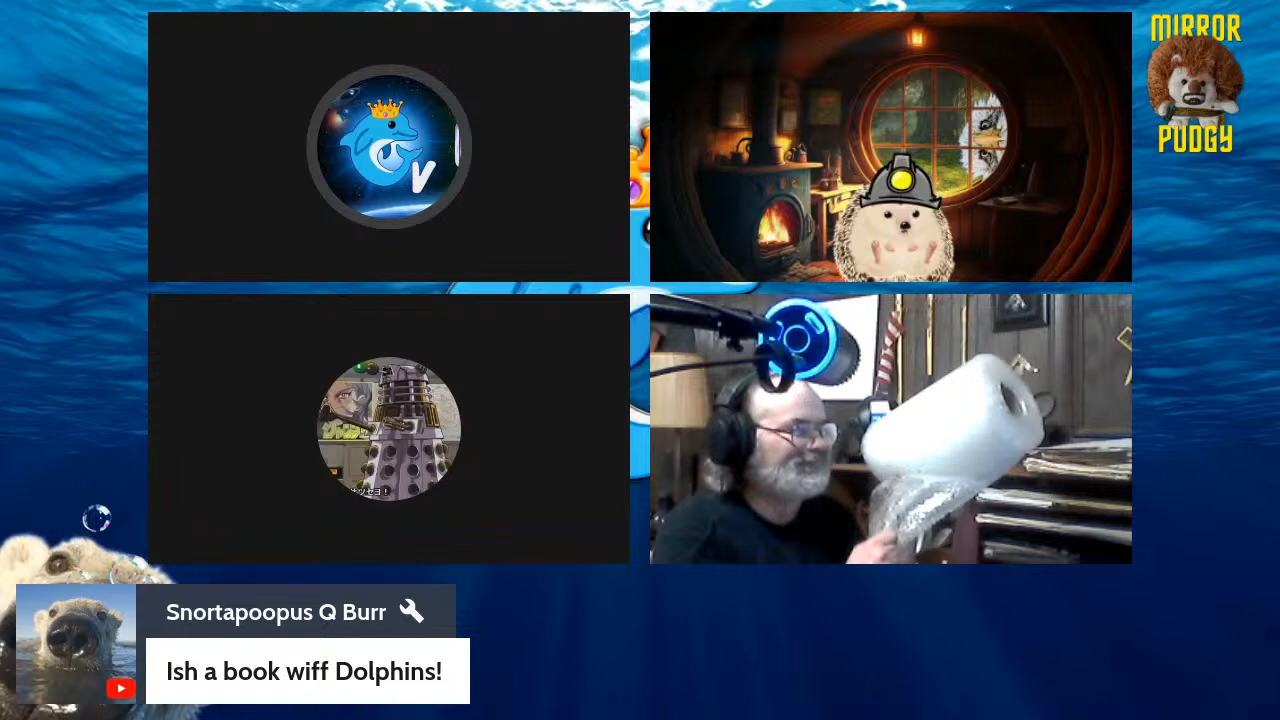 MIRROR
PUDGY
V
Snortapoopus Q Burr
Ish a book wiff Dolphins!